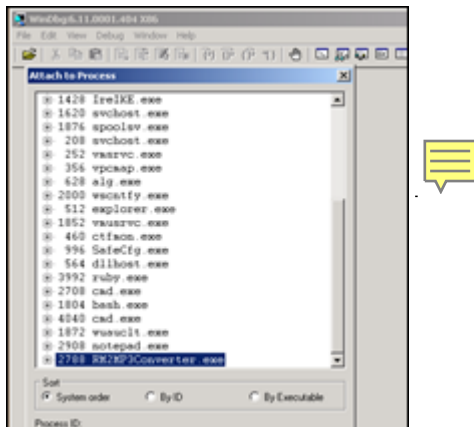 WinDbg:6.11.0001.404 X86
File Edit View Debug Window Help
Attach to Process
1428 IreIKE.exe
1620 svchost.exe
1876 spoolsv.exe
208 svchost.exe
252 vmsrvc.exe
356 vpcmap.exe
628 alg.exe
2000 wscntfy.exe
512 explorer.exe
1852 vmusrvc.exe
460 ctfmon.exe
996 SafeCfg.exe
564 dllhost.exe
3992 ruby.exe
2708 cmd.exe
1804 bash.exe
4040 cmd.exe
1872 wuauclt.exe
2908 notepad.exe
2788 RM2MP3Converter.exe
Sort
System order By ID By Executable
Process ID: